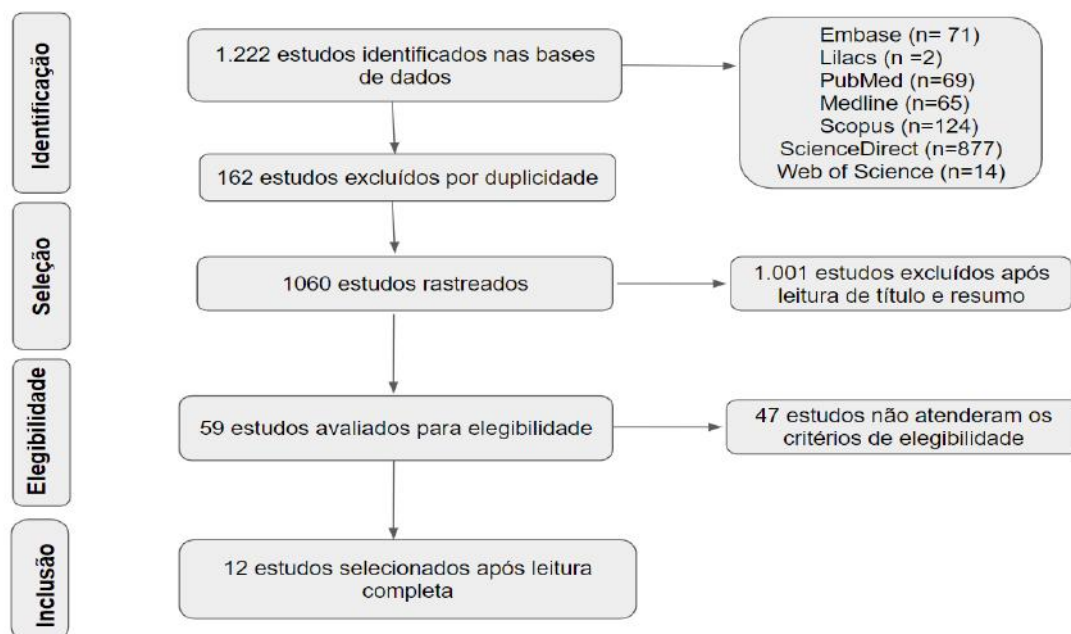 Identificação
1.222 estudos identificados nas bases
de dados
Embase (n= 71)
Lilacs (n =2)
PubMed (n=69)
Medline (n=65)
Scopus (n=124)
ScienceDirect (n=877)
Web of Science (n=14)
162 estudos excluídos por duplicidade
Seleção
1060 estudos rastreados
1.001 estudos excluídos após
leitura de título e resumo
Elegibilidade
59 estudos avaliados para elegibilidade
47 estudos não atenderam os
critérios de elegibilidade
Inclusão
12 estudos selecionados após leitura
completa